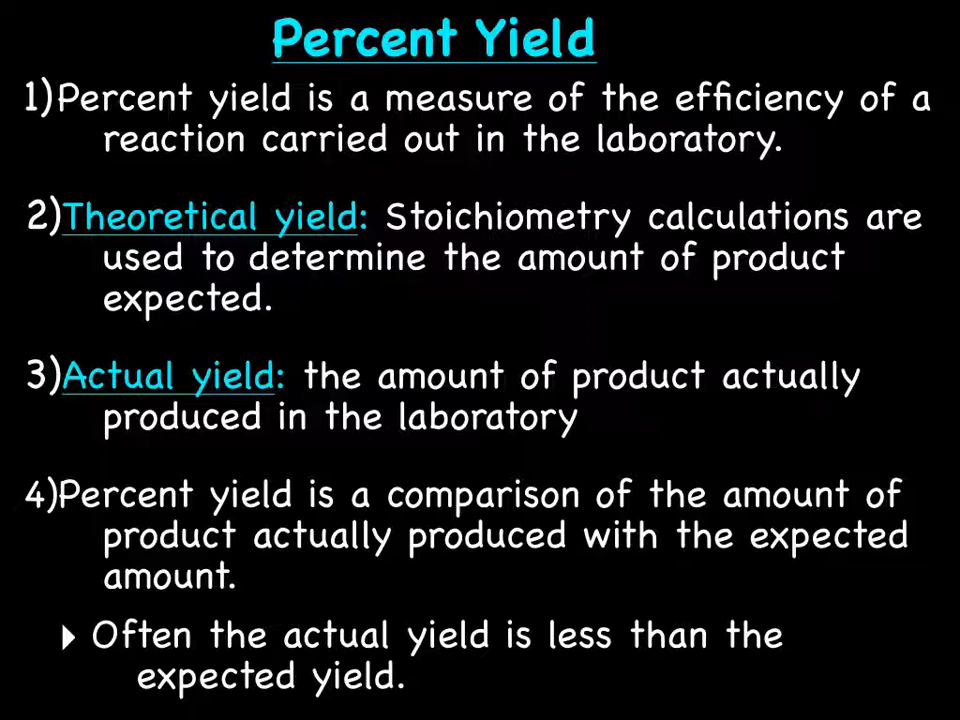 Percent Yield
1)Percent yield is a measure of the efficiency of a
reaction carried out in the laboratory.
2)Theoretical yield: Stoichiometry calculations are
used to determine the amount of product
expected.
3)Actual yield: the amount of product actually
produced in the laboratory
4)Percent yield is a comparison of the amount of
product actually produced with the expected
amount.
Often the actual yield is less than the
expected yield.